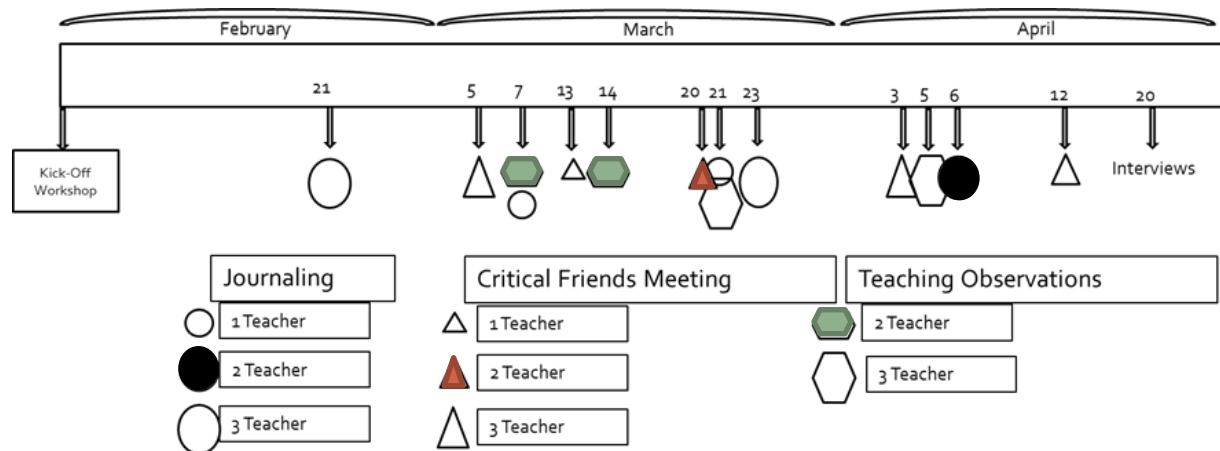 February March April
21 5 7 13 14 20 21 23 3 5 6 12 20
Kick-Off
Workshop
Interviews
Journaling
1 Teacher
2 Teacher
3 Teacher
Critical Friends Meeting
1 Teacher
2 Teacher
3 Teacher
Teaching Observations
2 Teacher
3 Teacher